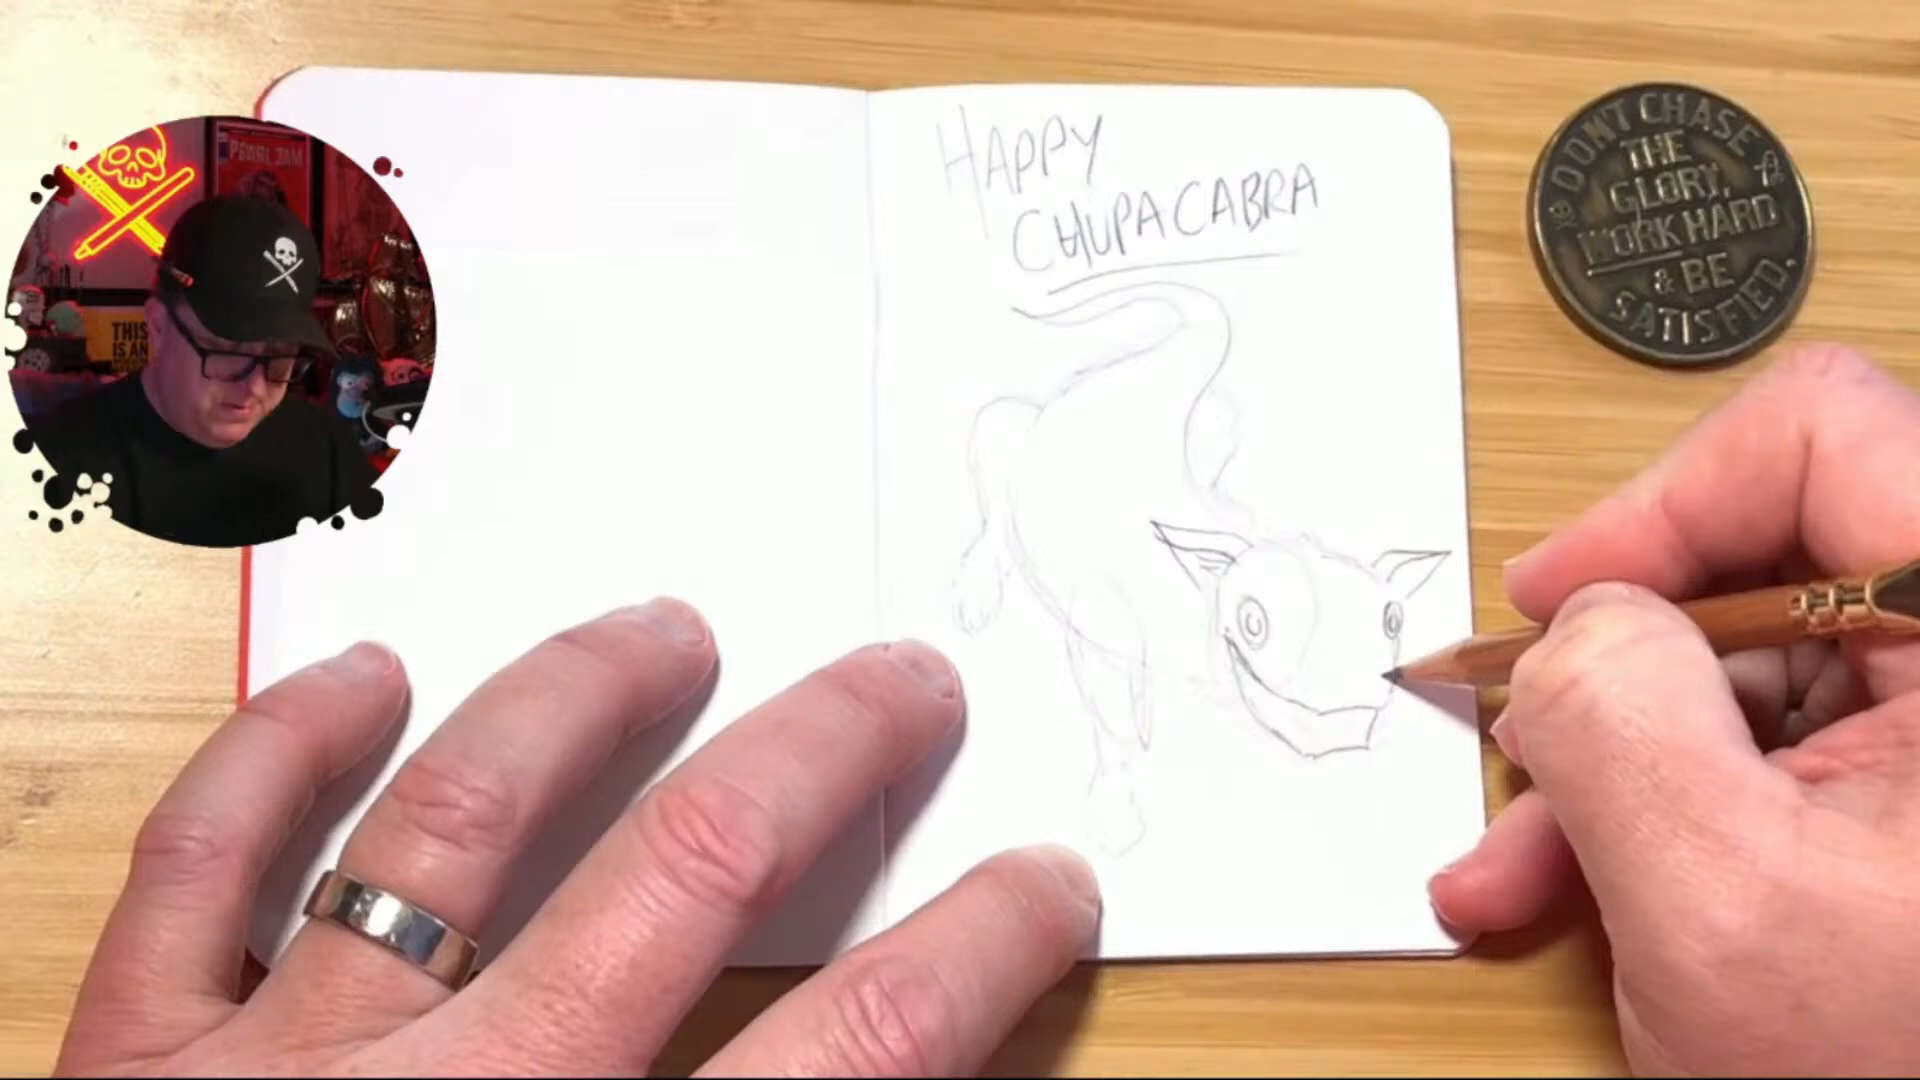 PEARL JAM
THIS
IS AN
HAPPY
CHUPACABRA
DON'T CHASE
THE
GLORY,
WORK HARD
& BE
SATISFIED.